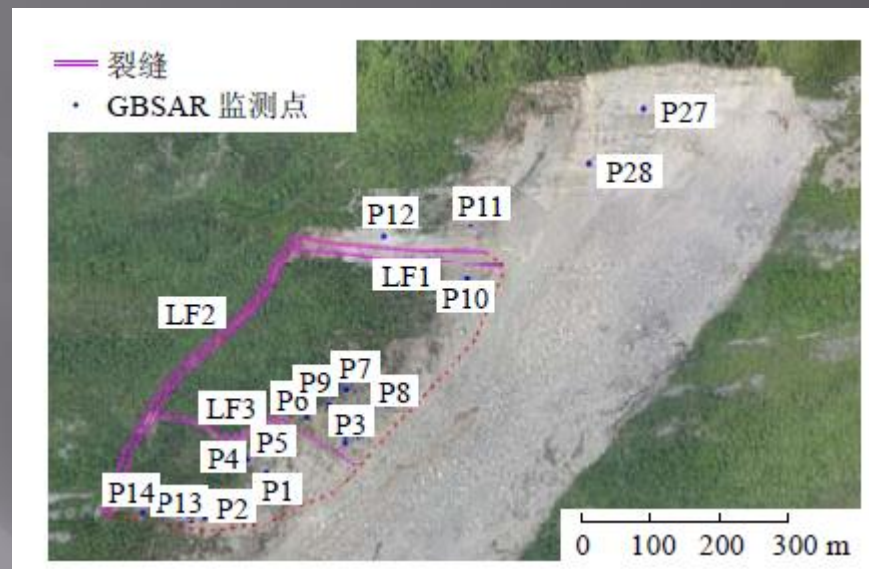 裂缝
GBSAR 监测点
P27
P28
P11
P12
LF1
P10
LF2
P7
P9
P8
LF3
P6
P3
P5
P4
P1
P14
P13
P2
0 100 200 300 m